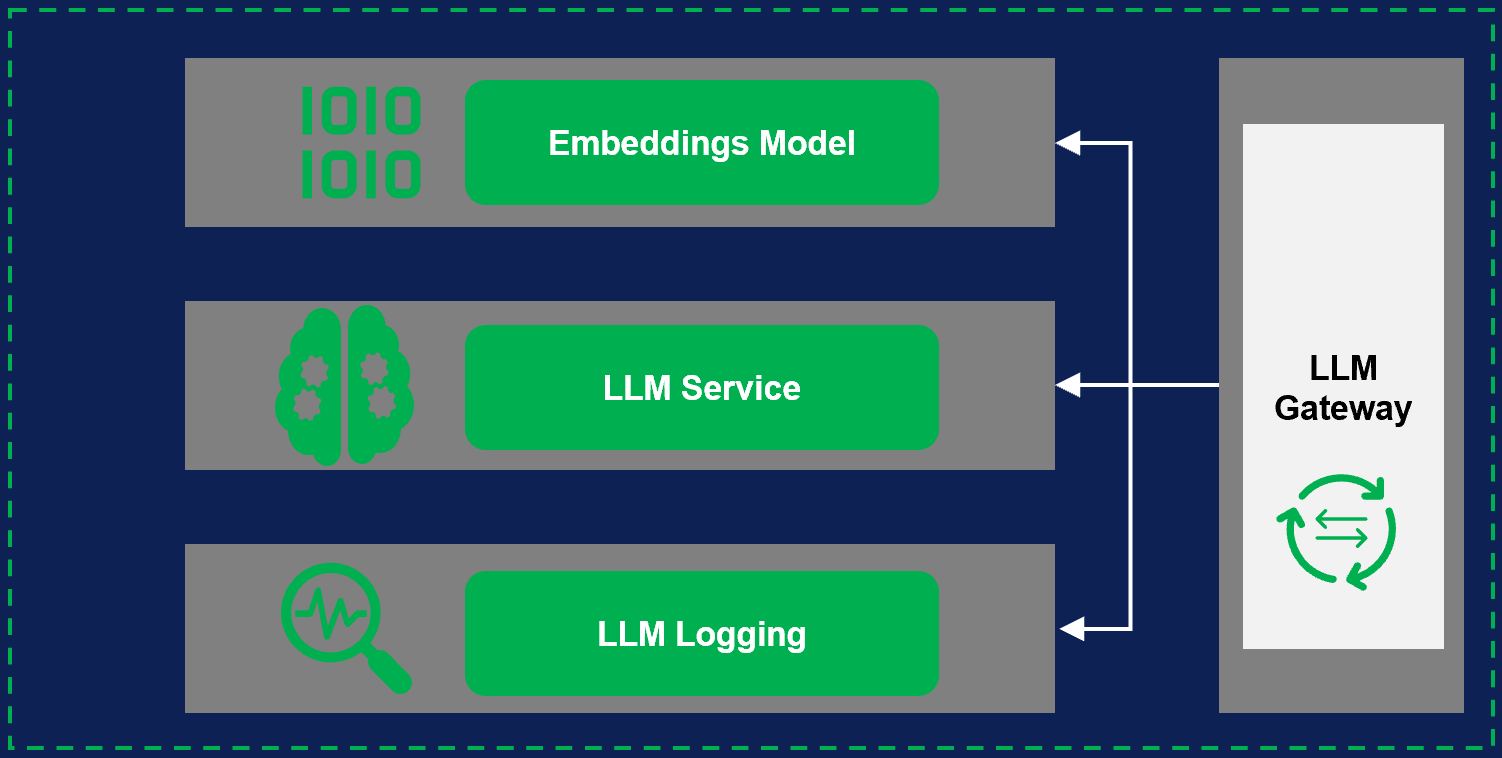 1010
1010
Embeddings Model
LLM Service
LLM Logging
LLM
Gateway